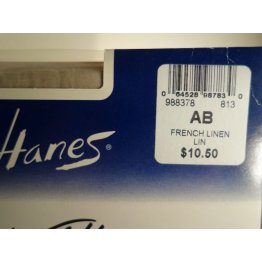 0 64528 98783 0
988378 813
AB
FRENCH LINEN
LIN
$10.50
Hanes®